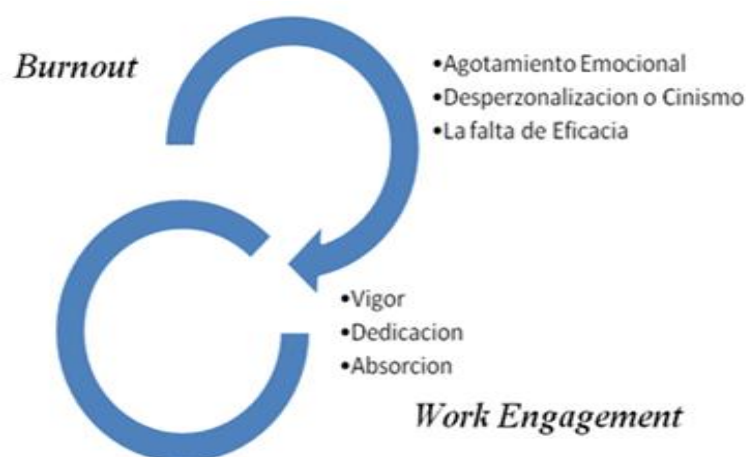 Burnout
•Agotamiento Emocional
•Desperzonalizacion o Cinismo
•La falta de Eficacia
•Vigor
•Dedicacion
•Absorcion
Work Engagement